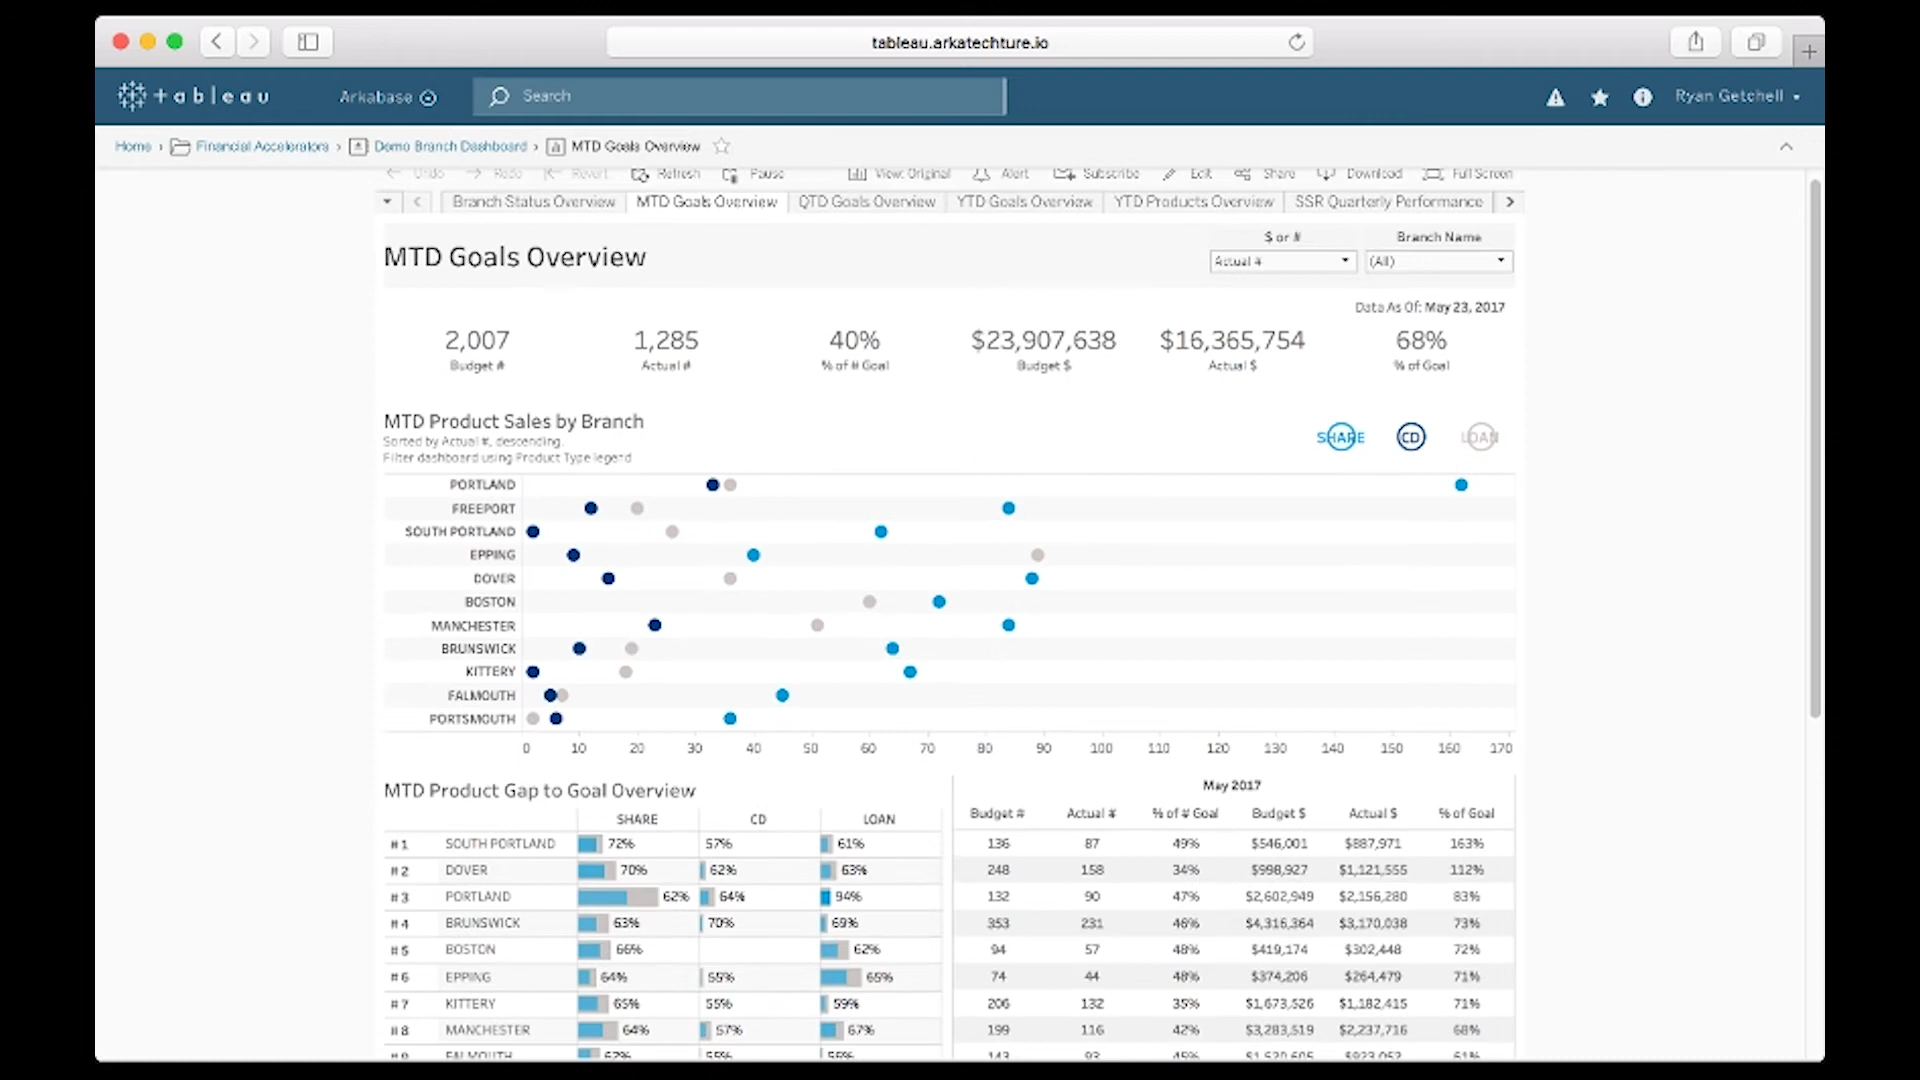 tableau.arkatechture.io
+ a b l e a u Arkabase Search Ryan Getchell
Home › Financial Accelerators › Demo Branch Dashboard › MTD Goals Overview
Undo Redo Revert Refresh Pause View: Original Alert Subscribe Edit Share Download Full Screen
Branch Status Overview MTD Goals Overview QTD Goals Overview YTD Goals Overview YTD Products Overview SSR Quarterly Performance
$ or # Branch Name
MTD Goals Overview
Actual # (All)
Data As Of: May 23, 2017
2,007 1,285 40% $23,907,638 $16,365,754 68%
Budget # Actual # % of # Goal Budget $ Actual $ % of Goal
MTD Product Sales by Branch
Sorted by Actual #, descending.
Filter dashboard using Product Type legend
SHARE CD LOAN
PORTLAND
FREEPORT
SOUTH PORTLAND
EPPING
DOVER
BOSTON
MANCHESTER
BRUNSWICK
KITTERY
FALMOUTH
PORTSMOUTH
0 10 20 30 40 50 60 70 80 90 100 110 120 130 140 150 160 170
MTD Product Gap to Goal Overview May 2017
SHARE CD LOAN Budget # Actual # % of # Goal Budget $ Actual $ % of Goal
#1 SOUTH PORTLAND 72% 57% 61% 136 87 49% $546,001 $887,971 163%
#2 DOVER 70% 62% 63% 248 158 34% $998,927 $1,121,555 112%
#3 PORTLAND 62% 64% 94% 132 90 47% $2,602,949 $2,156,280 83%
#4 BRUNSWICK 63% 70% 69% 353 231 46% $4,316,364 $3,170,038 73%
#5 BOSTON 66% 62% 94 57 48% $419,174 $302,448 72%
#6 EPPING 64% 55% 65% 74 44 48% $374,206 $264,479 71%
#7 KITTERY 65% 55% 59% 206 132 35% $1,673,526 $1,182,415 71%
#8 MANCHESTER 64% 57% 67% 199 116 42% $3,283,519 $2,237,716 68%
#9 FALMOUTH 62% 55% 143 93 45% 61%